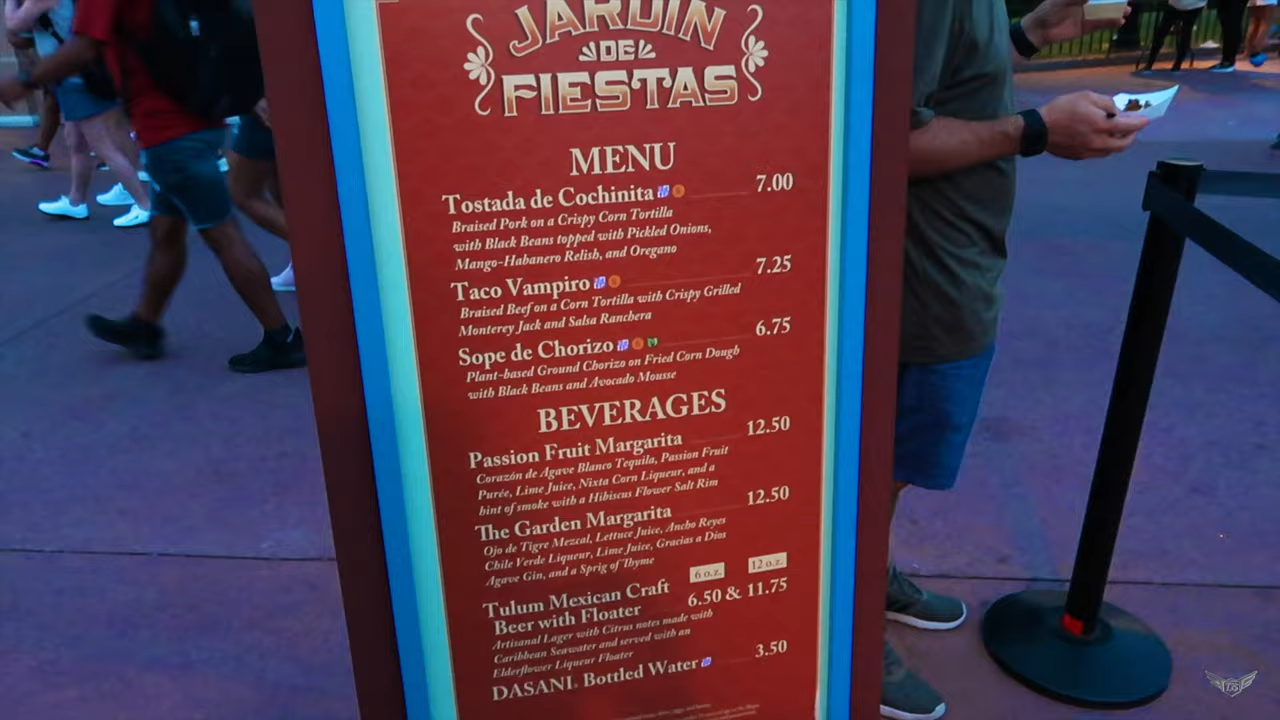 JARDIN
DE
FIESTAS
MENU
Tostada de Cochinita 7.00
Braised Pork on a Crispy Corn Tortilla
with Black Beans topped with Pickled Onions,
Mango-Habanero Relish, and Oregano
Taco Vampiro 7.25
Braised Beef on a Corn Tortilla with Crispy Grilled
Monterey Jack and Salsa Ranchera
Sope de Chorizo 6.75
Plant-based Ground Chorizo on Fried Corn Dough
with Black Beans and Avocado Mousse
BEVERAGES
Passion Fruit Margarita 12.50
Corazón de Agave Blanco Tequila, Passion Fruit
Purée, Lime Juice, Nixta Corn Liqueur, and a
hint of smoke with a Hibiscus Flower Salt Rim
The Garden Margarita 12.50
Ojo de Tigre Mezcal, Lettuce Juice, Ancho Reyes
Chile Verde Liqueur, Lime Juice, Gracias a Dios
Agave Gin, and a Sprig of Thyme
6 o.z. 12 o.z.
Tulum Mexican Craft 6.50 & 11.75
Beer with Floater
Artisanal Lager with Citrus notes made with
Caribbean Seawater and served with an
Elderflower Liqueur Floater
DASANI® Bottled Water 3.50